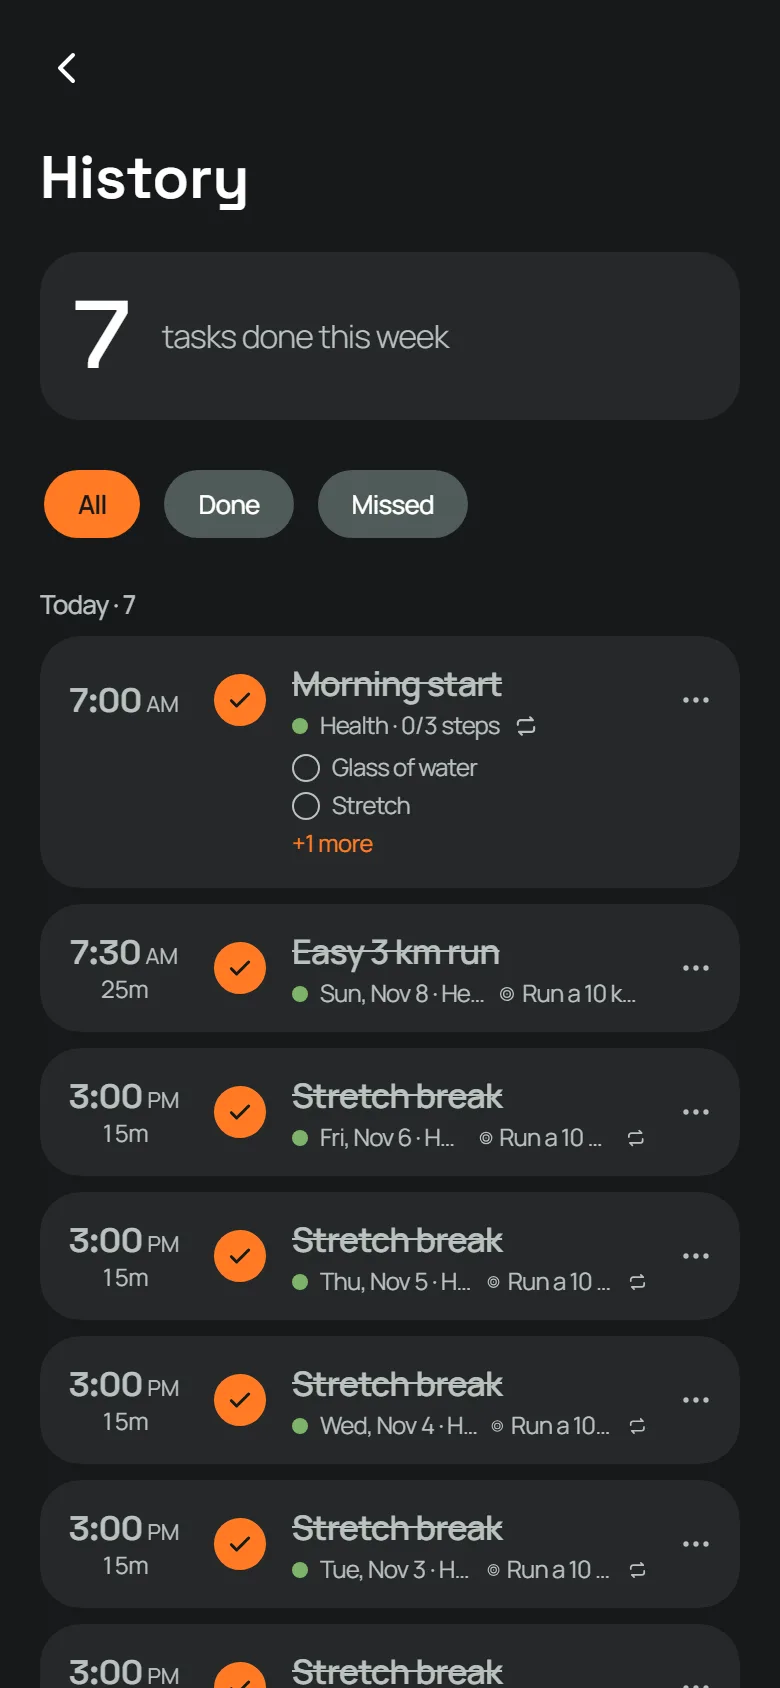 History
7 tasks done this week
All Done Missed
Today · 7
7:00 AM Morning start
Health · 0/3 steps
Glass of water
Stretch
+1 more
7:30 AM Easy 3 km run
25m Sun, Nov 8 · He... Run a 10 k...
3:00 PM Stretch break
15m Fri, Nov 6 · H... Run a 10 ...
3:00 PM Stretch break
15m Thu, Nov 5 · H... Run a 10 ...
3:00 PM Stretch break
15m Wed, Nov 4 · H... Run a 10...
3:00 PM Stretch break
15m Tue, Nov 3 · H... Run a 10 ...
3:00 PM Stretch break